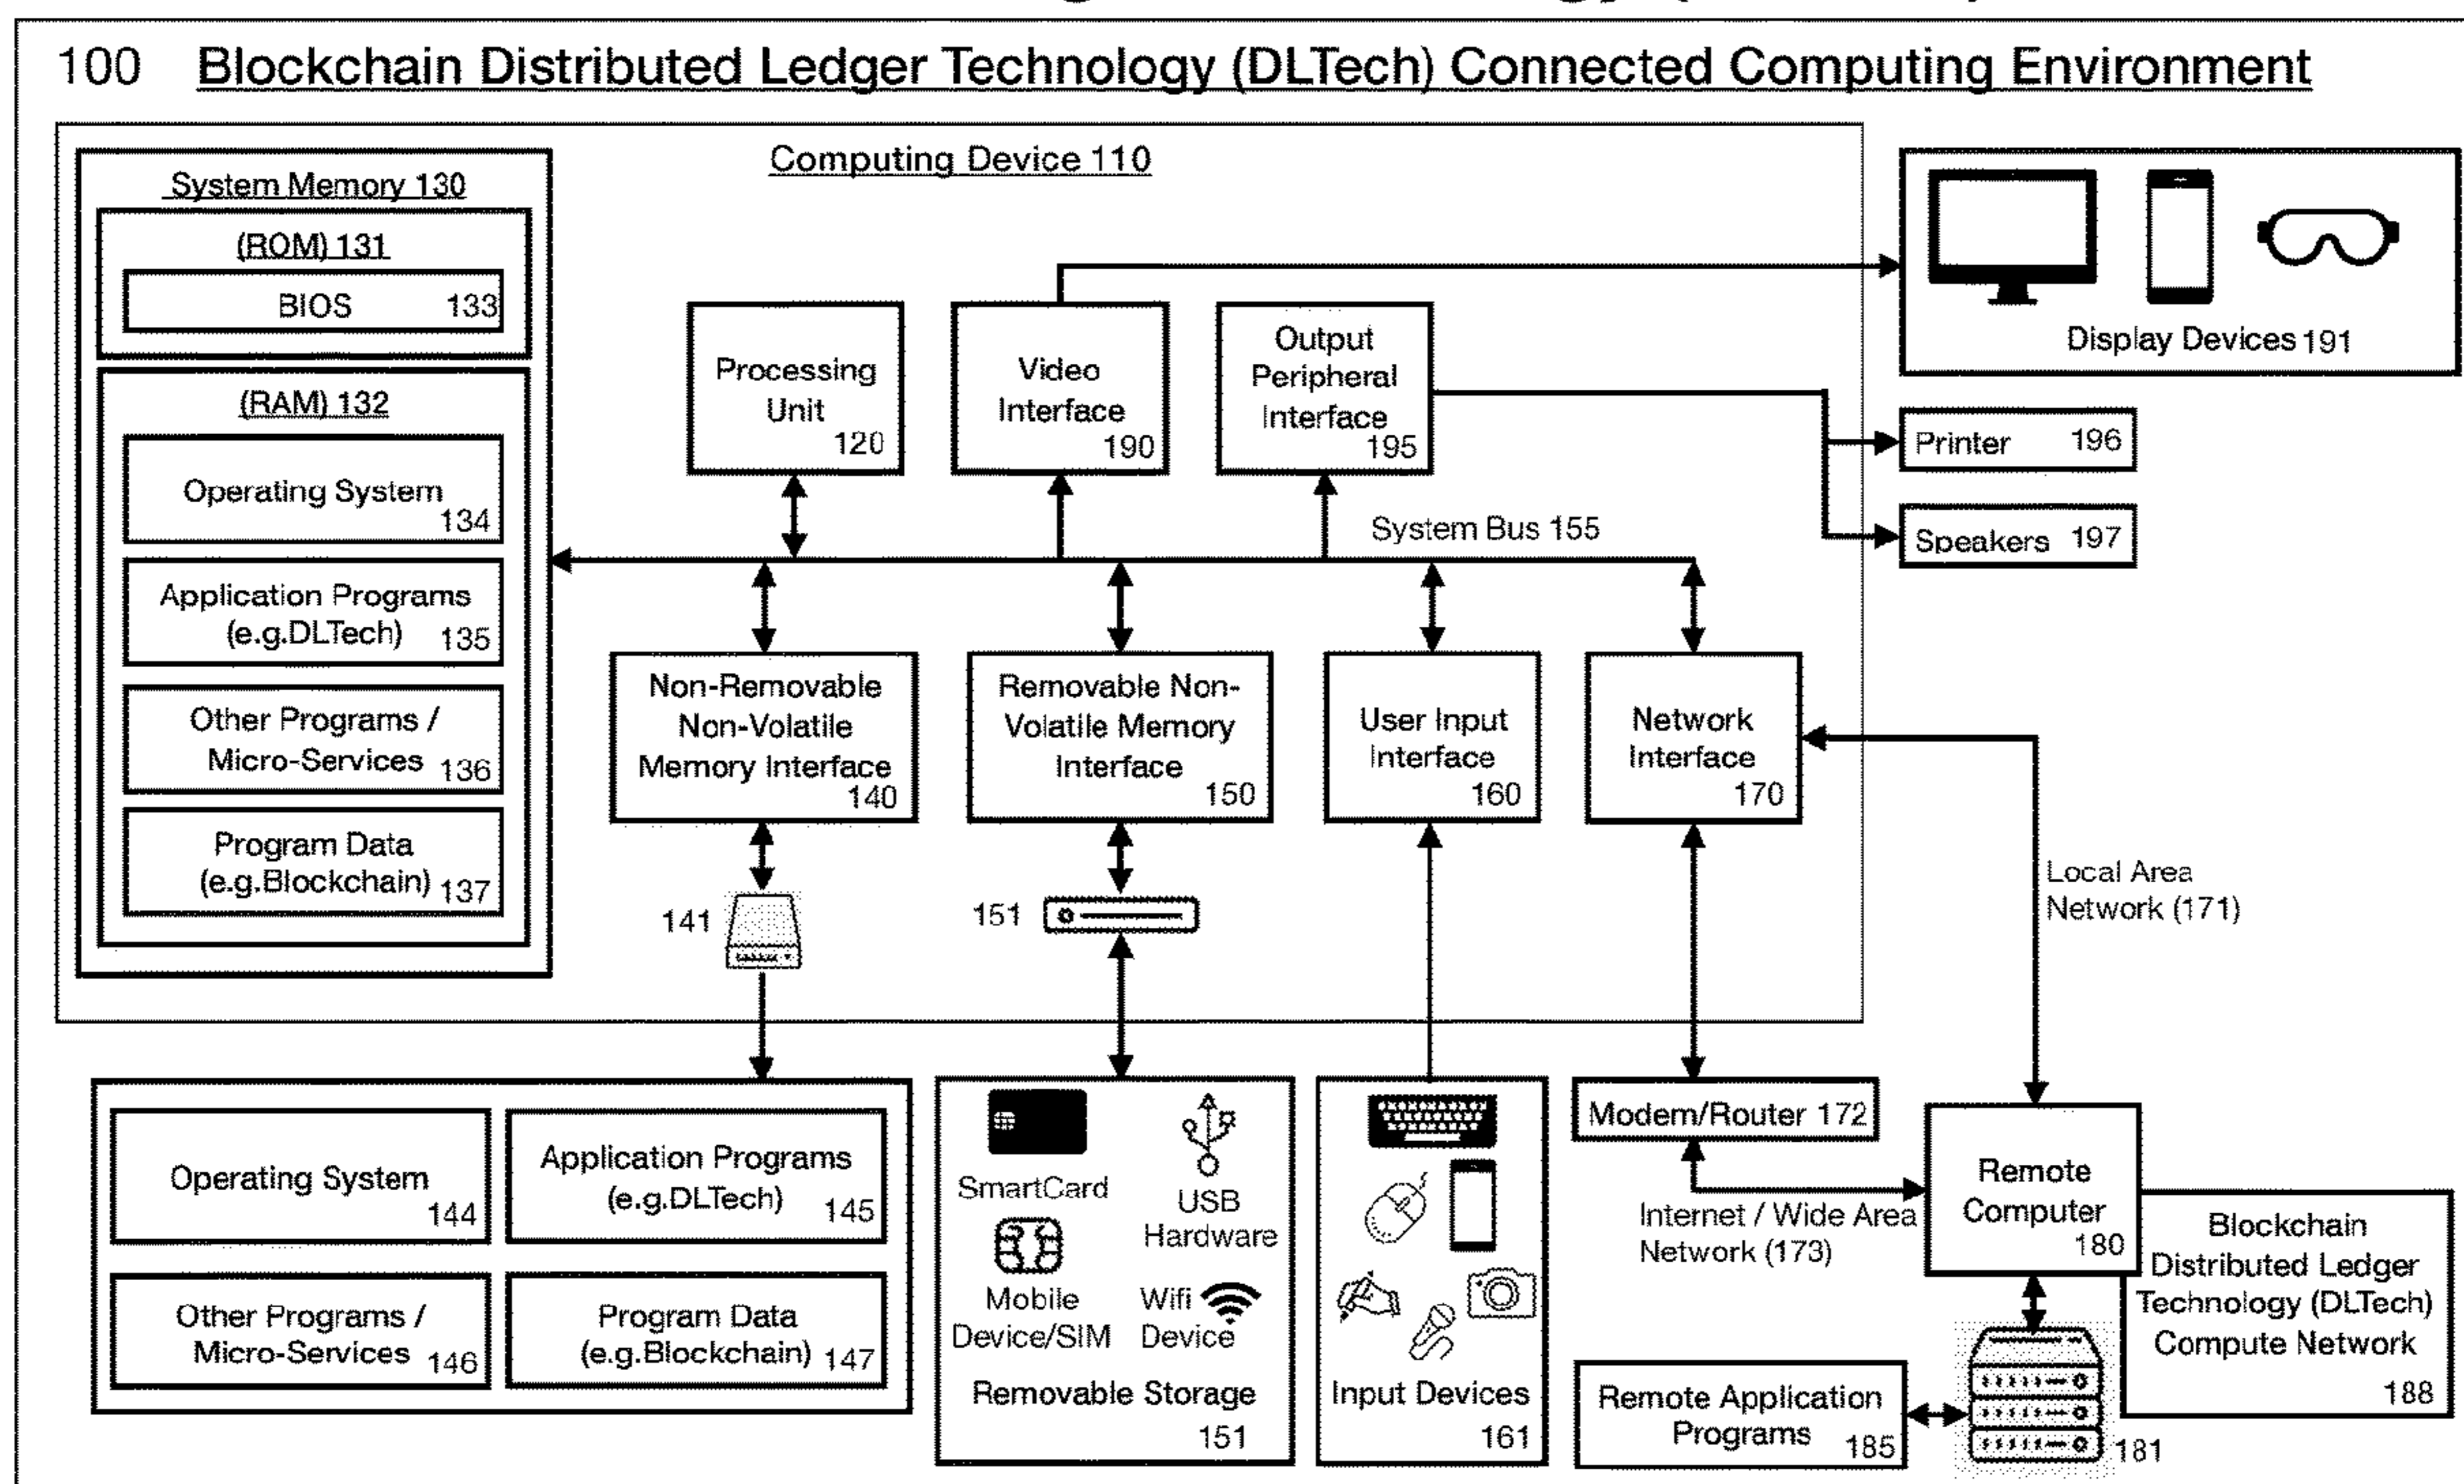 100 Blockchain Distributed Ledger Technology (DLTech) Connected Computing Environment
Computing Device 110
System Memory 130
(ROM) 131
BIOS 133
(RAM) 132
Operating System
134
Application Programs
(e.g.DLTech) 135
Other Programs /
Micro-Services 136
Program Data
(e.g.Blockchain) 137
Processing
Unit
120
Video
Interface
190
Output
Peripheral
Interface
195
Display Devices 191
Printer 196
Speakers 197
System Bus 155
Non-Removable
Non-Volatile
Memory Interface
140
Removable Non-
Volatile Memory
Interface
150
User Input
Interface
160
Network
Interface
170
141
151
Local Area
Network (171)
Operating System
144
Application Programs
(e.g.DLTech) 145
Other Programs /
Micro-Services 146
Program Data
(e.g.Blockchain) 147
SmartCard
USB
Hardware
Mobile
Device/SIM
Wifi
Device
Removable Storage
151
Input Devices
161
Modem/Router 172
Internet / Wide Area
Network (173)
Remote
Computer
180
Blockchain
Distributed Ledger
Technology (DLTech)
Compute Network
188
Remote Application
Programs 185
181